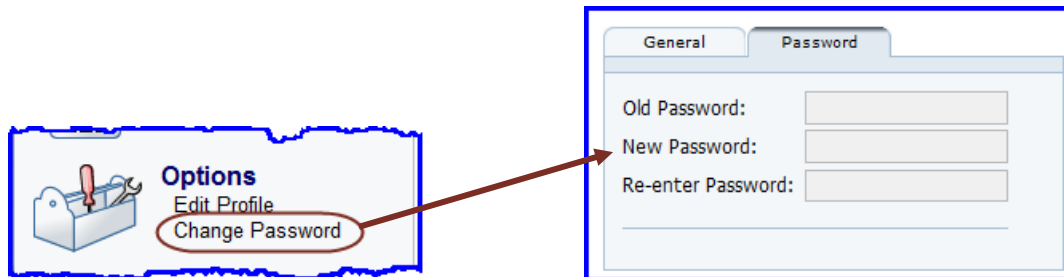 General
Password
Old Password:
New Password:
Re-enter Password:
Options
Edit Profile
Change Password